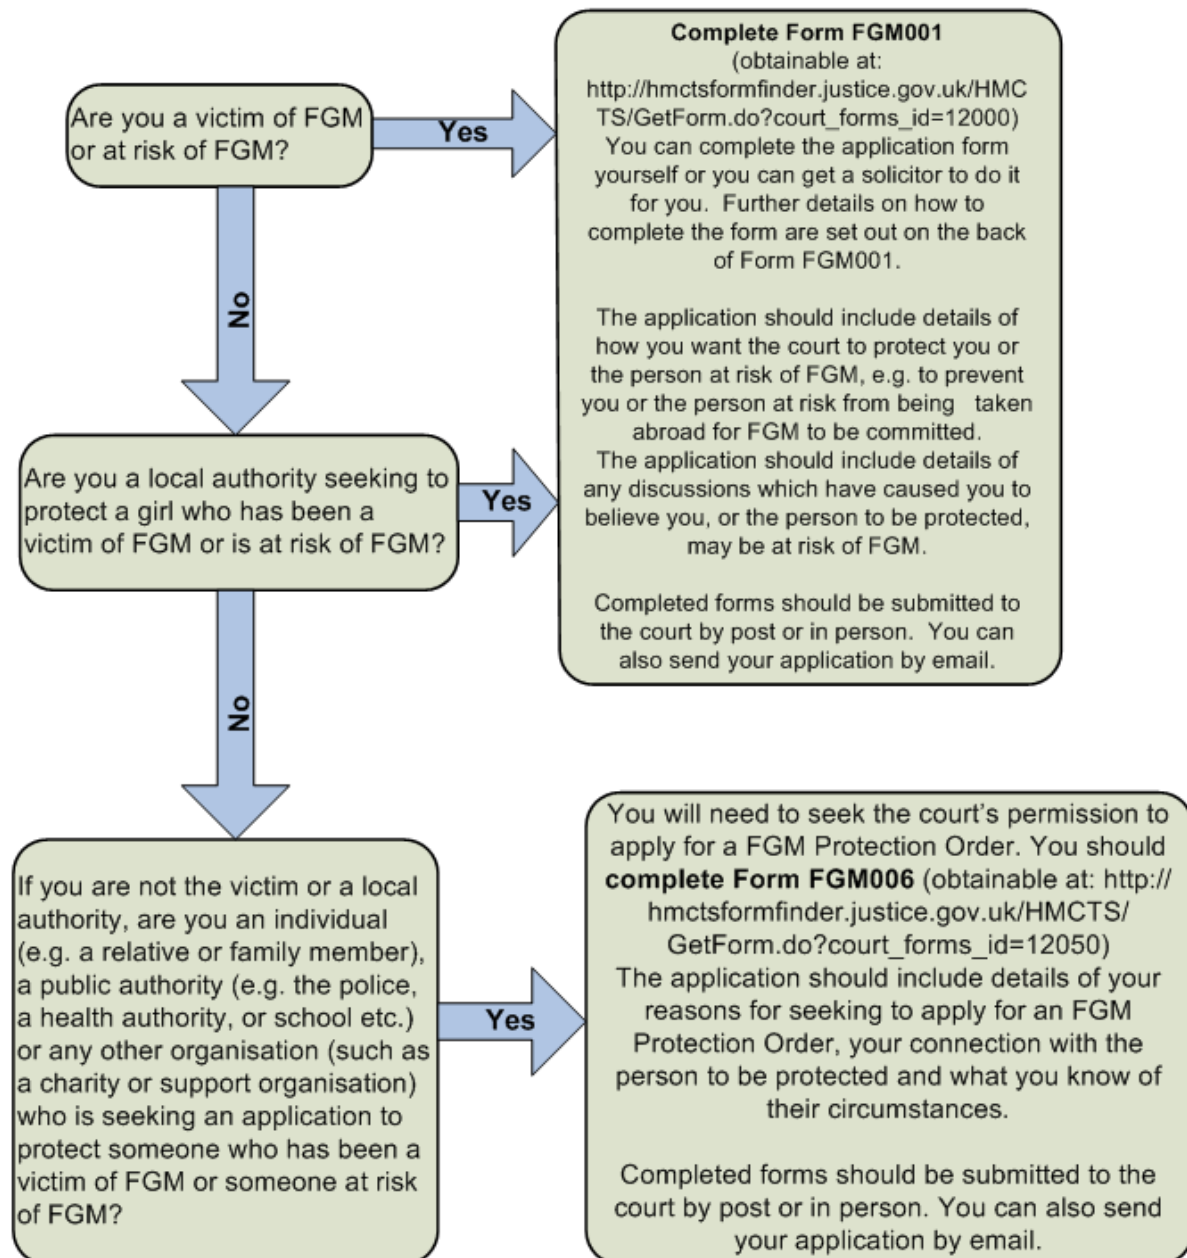 Are you a victim of FGM
or at risk of FGM?
Yes
Complete Form FGM001
(obtainable at:
http://hmctsformfinder.justice.gov.uk/HMC
TS/GetForm.do?court_forms_id=12000)
You can complete the application form
yourself or you can get a solicitor to do it
for you. Further details on how to
complete the form are set out on the back
of Form FGM001.
The application should include details of
how you want the court to protect you or
the person at risk of FGM, e.g. to prevent
you or the person at risk from being taken
abroad for FGM to be committed.
The application should include details of
any discussions which have caused you to
believe you, or the person to be protected,
may be at risk of FGM.
Completed forms should be submitted to
the court by post or in person. You can
also send your application by email.
No
Are you a local authority seeking to
protect a girl who has been a
victim of FGM or is at risk of FGM?
Yes
No
If you are not the victim or a local
authority, are you an individual
(e.g. a relative or family member),
a public authority (e.g. the police,
a health authority, or school etc.)
or any other organisation (such as
a charity or support organisation)
who is seeking an application to
protect someone who has been a
victim of FGM or someone at risk
of FGM?
Yes
You will need to seek the court's permission to
apply for a FGM Protection Order. You should
complete Form FGM006 (obtainable at: http://
hmctsformfinder.justice.gov.uk/HMCTS/
GetForm.do?court_forms_id=12050)
The application should include details of your
reasons for seeking to apply for an FGM
Protection Order, your connection with the
person to be protected and what you know of
their circumstances.
Completed forms should be submitted to the
court by post or in person. You can also send
your application by email.